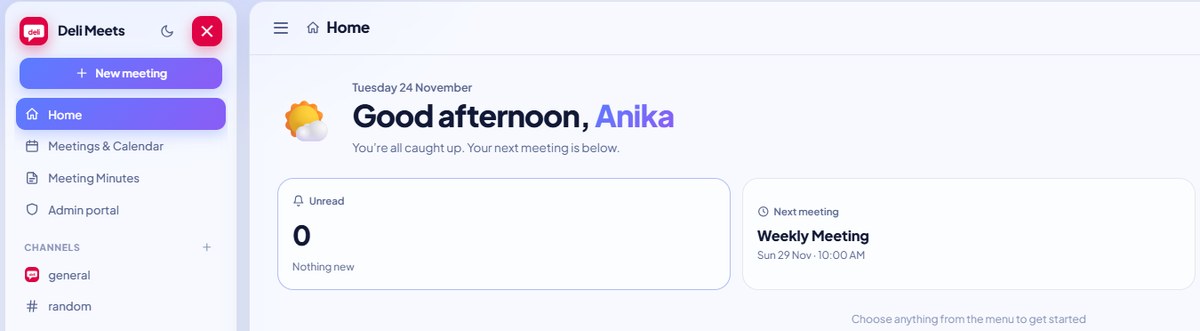 deli
Deli Meets
New meeting
Home
Meetings & Calendar
Meeting Minutes
Admin portal
CHANNELS
general
random
Home
Tuesday 24 November
Good afternoon, Anika
You're all caught up. Your next meeting is below.
Unread
0
Nothing new
Next meeting
Weekly Meeting
Sun 29 Nov · 10:00 AM
Choose anything from the menu to get started